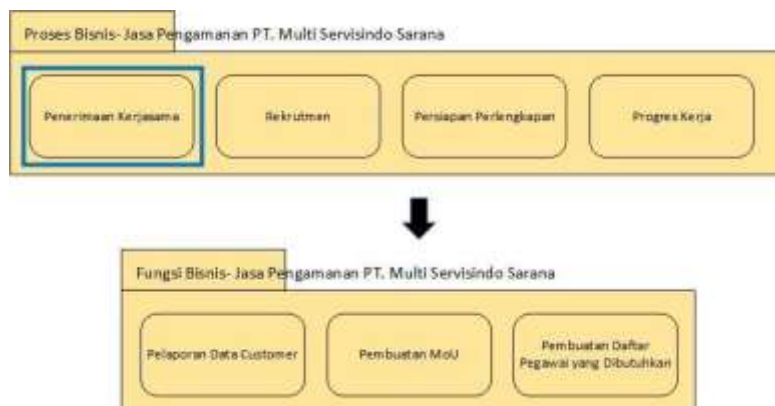 Proses Bisnis- Jasa Pengamanan PT. Multi Servisindo Sarana
Penerimaan Kerjasama
Rekrutmen
Persiapan Perlengkapan
Progres Kerja
Fungsi Bisnis- Jasa Pengamanan PT. Multi Servisindo Sarana
Pelaporan Data Customer
Pembuatan MoU
Pembuatan Daftar
Pegawai yang Dibutuhkan